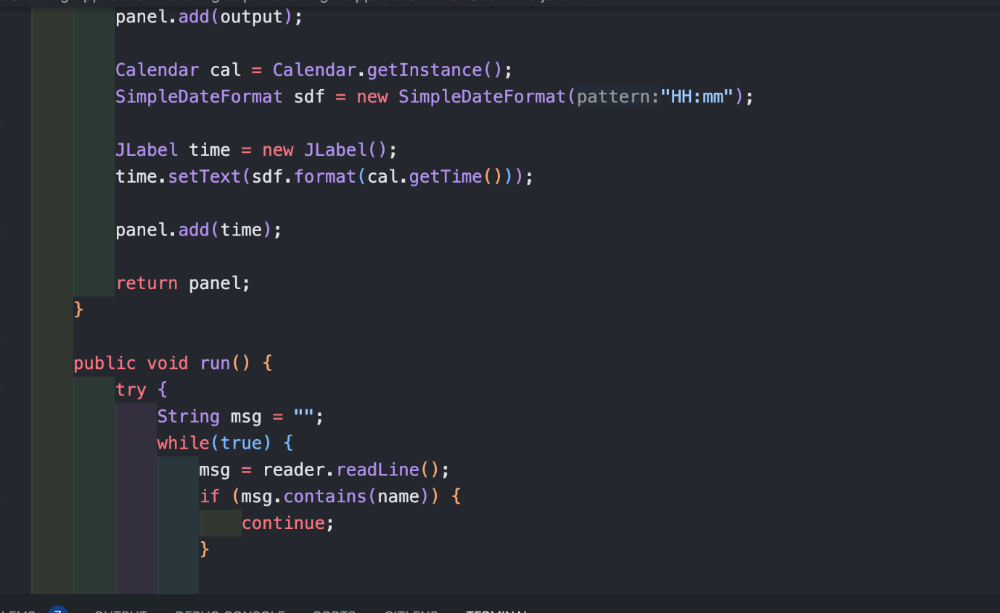 panel.add(output);
Calendar cal = Calendar.getInstance();
SimpleDateFormat sdf = new SimpleDateFormat(pattern:"HH:mm");
JLabel time = new JLabel();
time.setText(sdf.format(cal.getTime()));
panel.add(time);
return panel;
}
public void run() {
try {
String msg = "";
while(true) {
msg = reader.readLine();
if (msg.contains(name)) {
continue;
}
7 OUTPUT DEBUG CONSOLE PORTS GITLENS TERMINAL